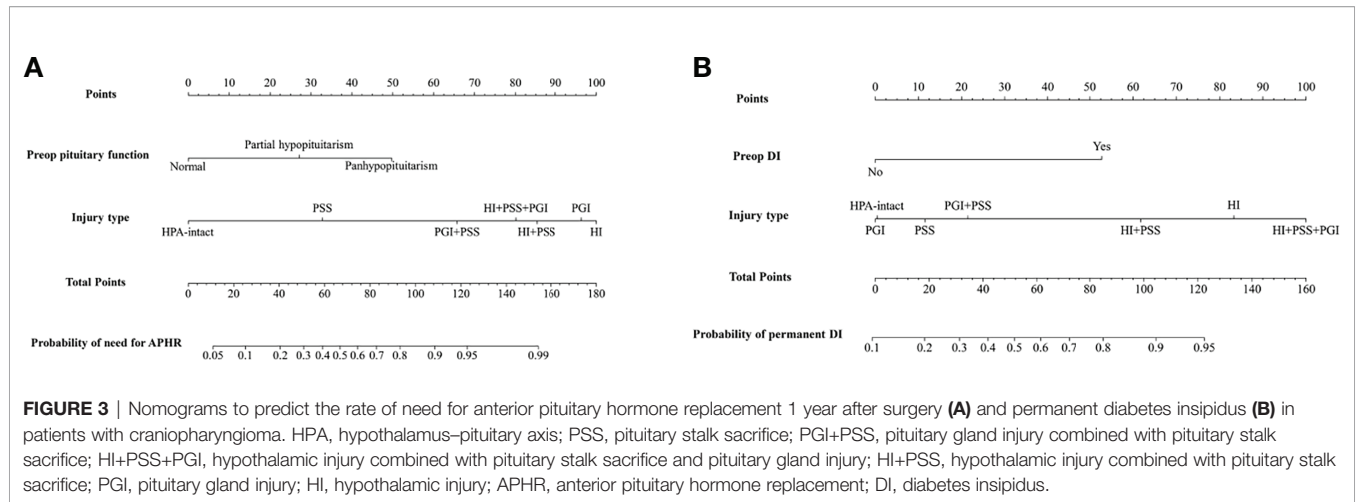 A
0 10 20 30 40 50 60 70 80 90 100
Points
Partial hypopituitarism
Preop pituitary function
Normal Panhypopituitarism
PSS HI+PSS+PGI PGI
Injury type
HPA-intact PGI+PSS HI+PSS HI
Total Points
0 20 40 60 80 100 120 140 160 180
Probability of need for APHR
0.05 0.1 0.2 0.3 0.4 0.5 0.6 0.7 0.8 0.9 0.95 0.99
B
0 10 20 30 40 50 60 70 80 90 100
Points
Yes
Preop DI
No
HPA-intact PGI+PSS HI
Injury type
PGI PSS HI+PSS HI+PSS+PGI
Total Points
0 20 40 60 80 100 120 140 160
Probability of permanent DI
0.1 0.2 0.3 0.4 0.5 0.6 0.7 0.8 0.9 0.95
FIGURE 3 | Nomograms to predict the rate of need for anterior pituitary hormone replacement 1 year after surgery (A) and permanent diabetes insipidus (B) in
patients with craniopharyngioma. HPA, hypothalamus–pituitary axis; PSS, pituitary stalk sacrifice; PGI+PSS, pituitary gland injury combined with pituitary stalk
sacrifice; HI+PSS+PGI, hypothalamic injury combined with pituitary stalk sacrifice and pituitary gland injury; HI+PSS, hypothalamic injury combined with pituitary stalk
sacrifice; PGI, pituitary gland injury; HI, hypothalamic injury; APHR, anterior pituitary hormone replacement; DI, diabetes insipidus.